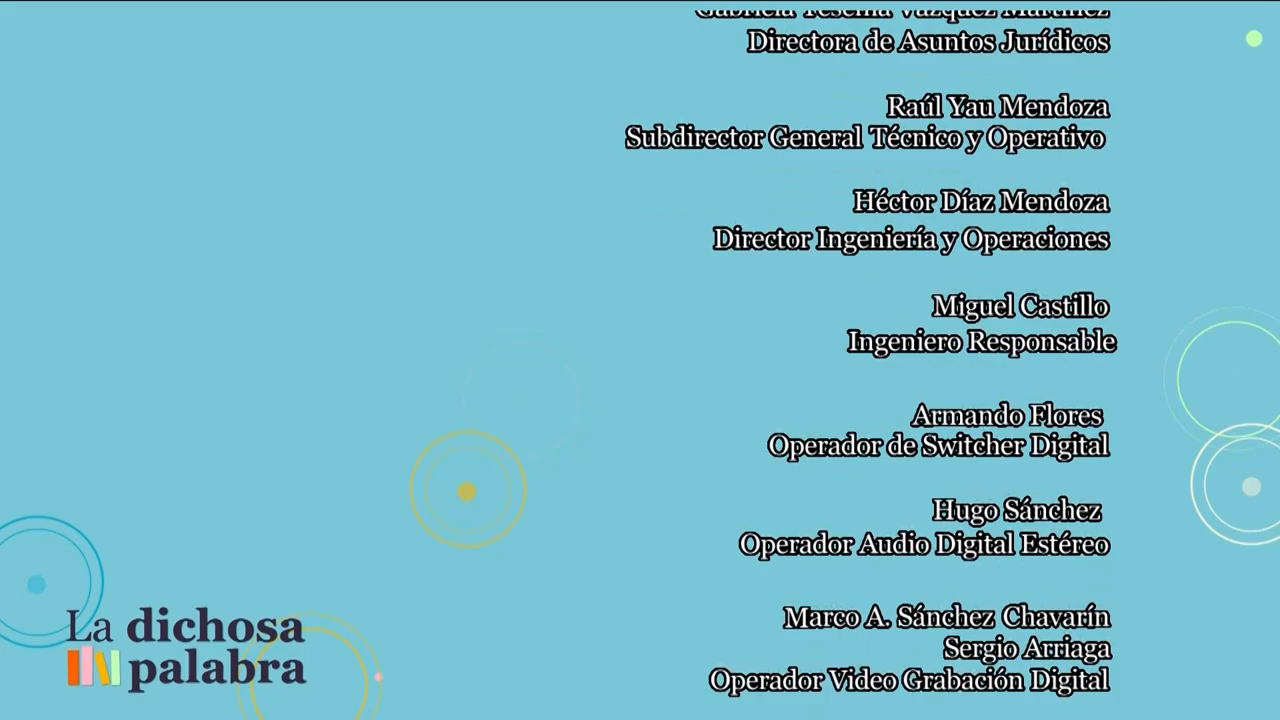 Directora de Asuntos Jurídicos
Raúl Yau Mendoza
Subdirector General Técnico y Operativo
Héctor Díaz Mendoza
Director Ingeniería y Operaciones
Miguel Castillo
Ingeniero Responsable
Armando Flores
Operador de Switcher Digital
Hugo Sánchez
Operador Audio Digital Estéreo
Marco A. Sánchez Chavarín
Sergio Arriaga
Operador Video Grabación Digital
La dichosa
palabra